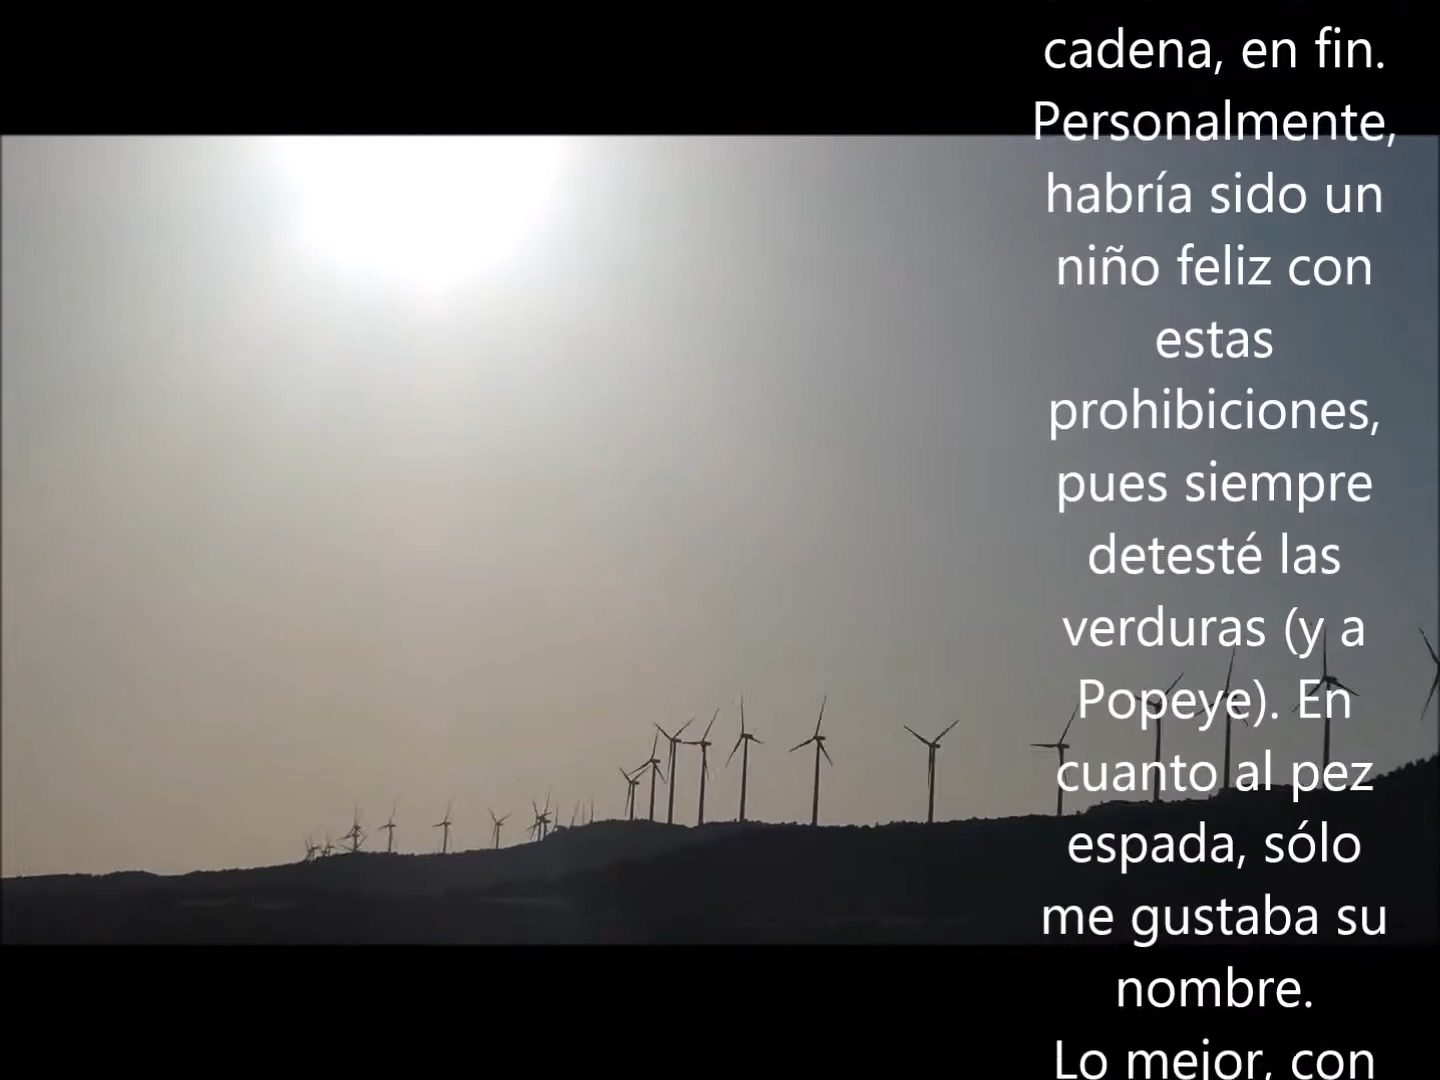 cadena, en fin.
Personalmente,
habría sido un
niño feliz con
estas
prohibiciones,
pues siempre
detesté las
verduras (y a
Popeye). En
cuanto al pez
espada, sólo
me gustaba su
nombre.
Lo mejor, con